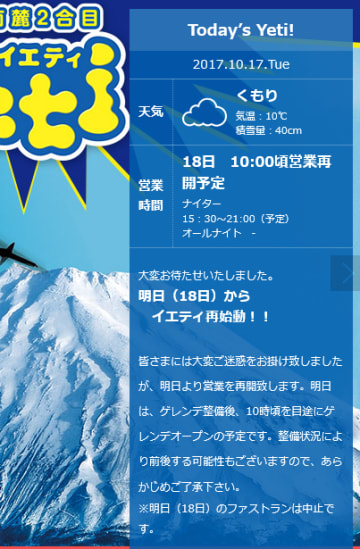 南麓2合目
イエティ
eti
Today's Yeti!
2017.10.17.Tue
天気
くもり
気温：10℃
積雪量：40cm
営業
時間
18日　10:00頃営業再
開予定
ナイター
15：30～21:00（予定）
オールナイト　-
大変お待たせいたしました。
明日（18日）から
イエティ再始動！！
皆さまには大変ご迷惑をお掛け致しました
が、明日より営業を再開致します。明日
は、ゲレンデ整備後、10時頃を目途にゲ
レンデオープンの予定です。整備状況によ
り前後する可能性もございますので、あら
かじめご了承下さい。
※明日（18日）のファストランは中止で
す。